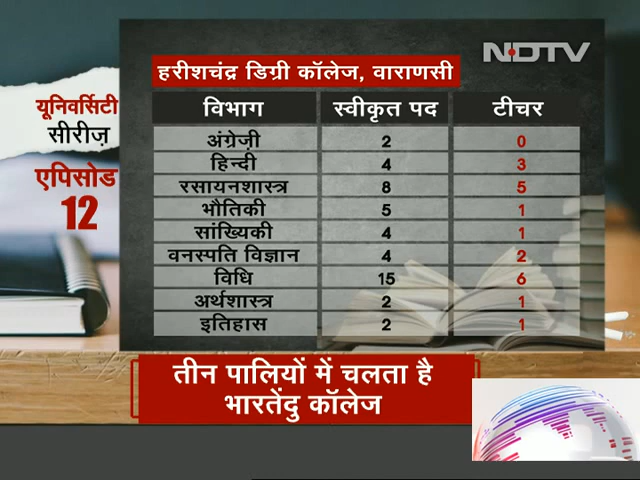 NDTV
हरीशचंद्र डिग्री कॉलेज, वाराणसी
यूनिवर्सिटी
सीरीज़
एपिसोड
12
विभाग स्वीकृत पद टीचर
अंग्रेज़ी 2 0
हिन्दी 4 3
रसायनशास्त्र 8 5
भौतिकी 5 1
सांख्यिकी 4 1
वनस्पति विज्ञान 4 2
विधि 15 6
अर्थशास्त्र 2 1
इतिहास 2 1
तीन पालियों में चलता है
भारतेंदु कॉलेज